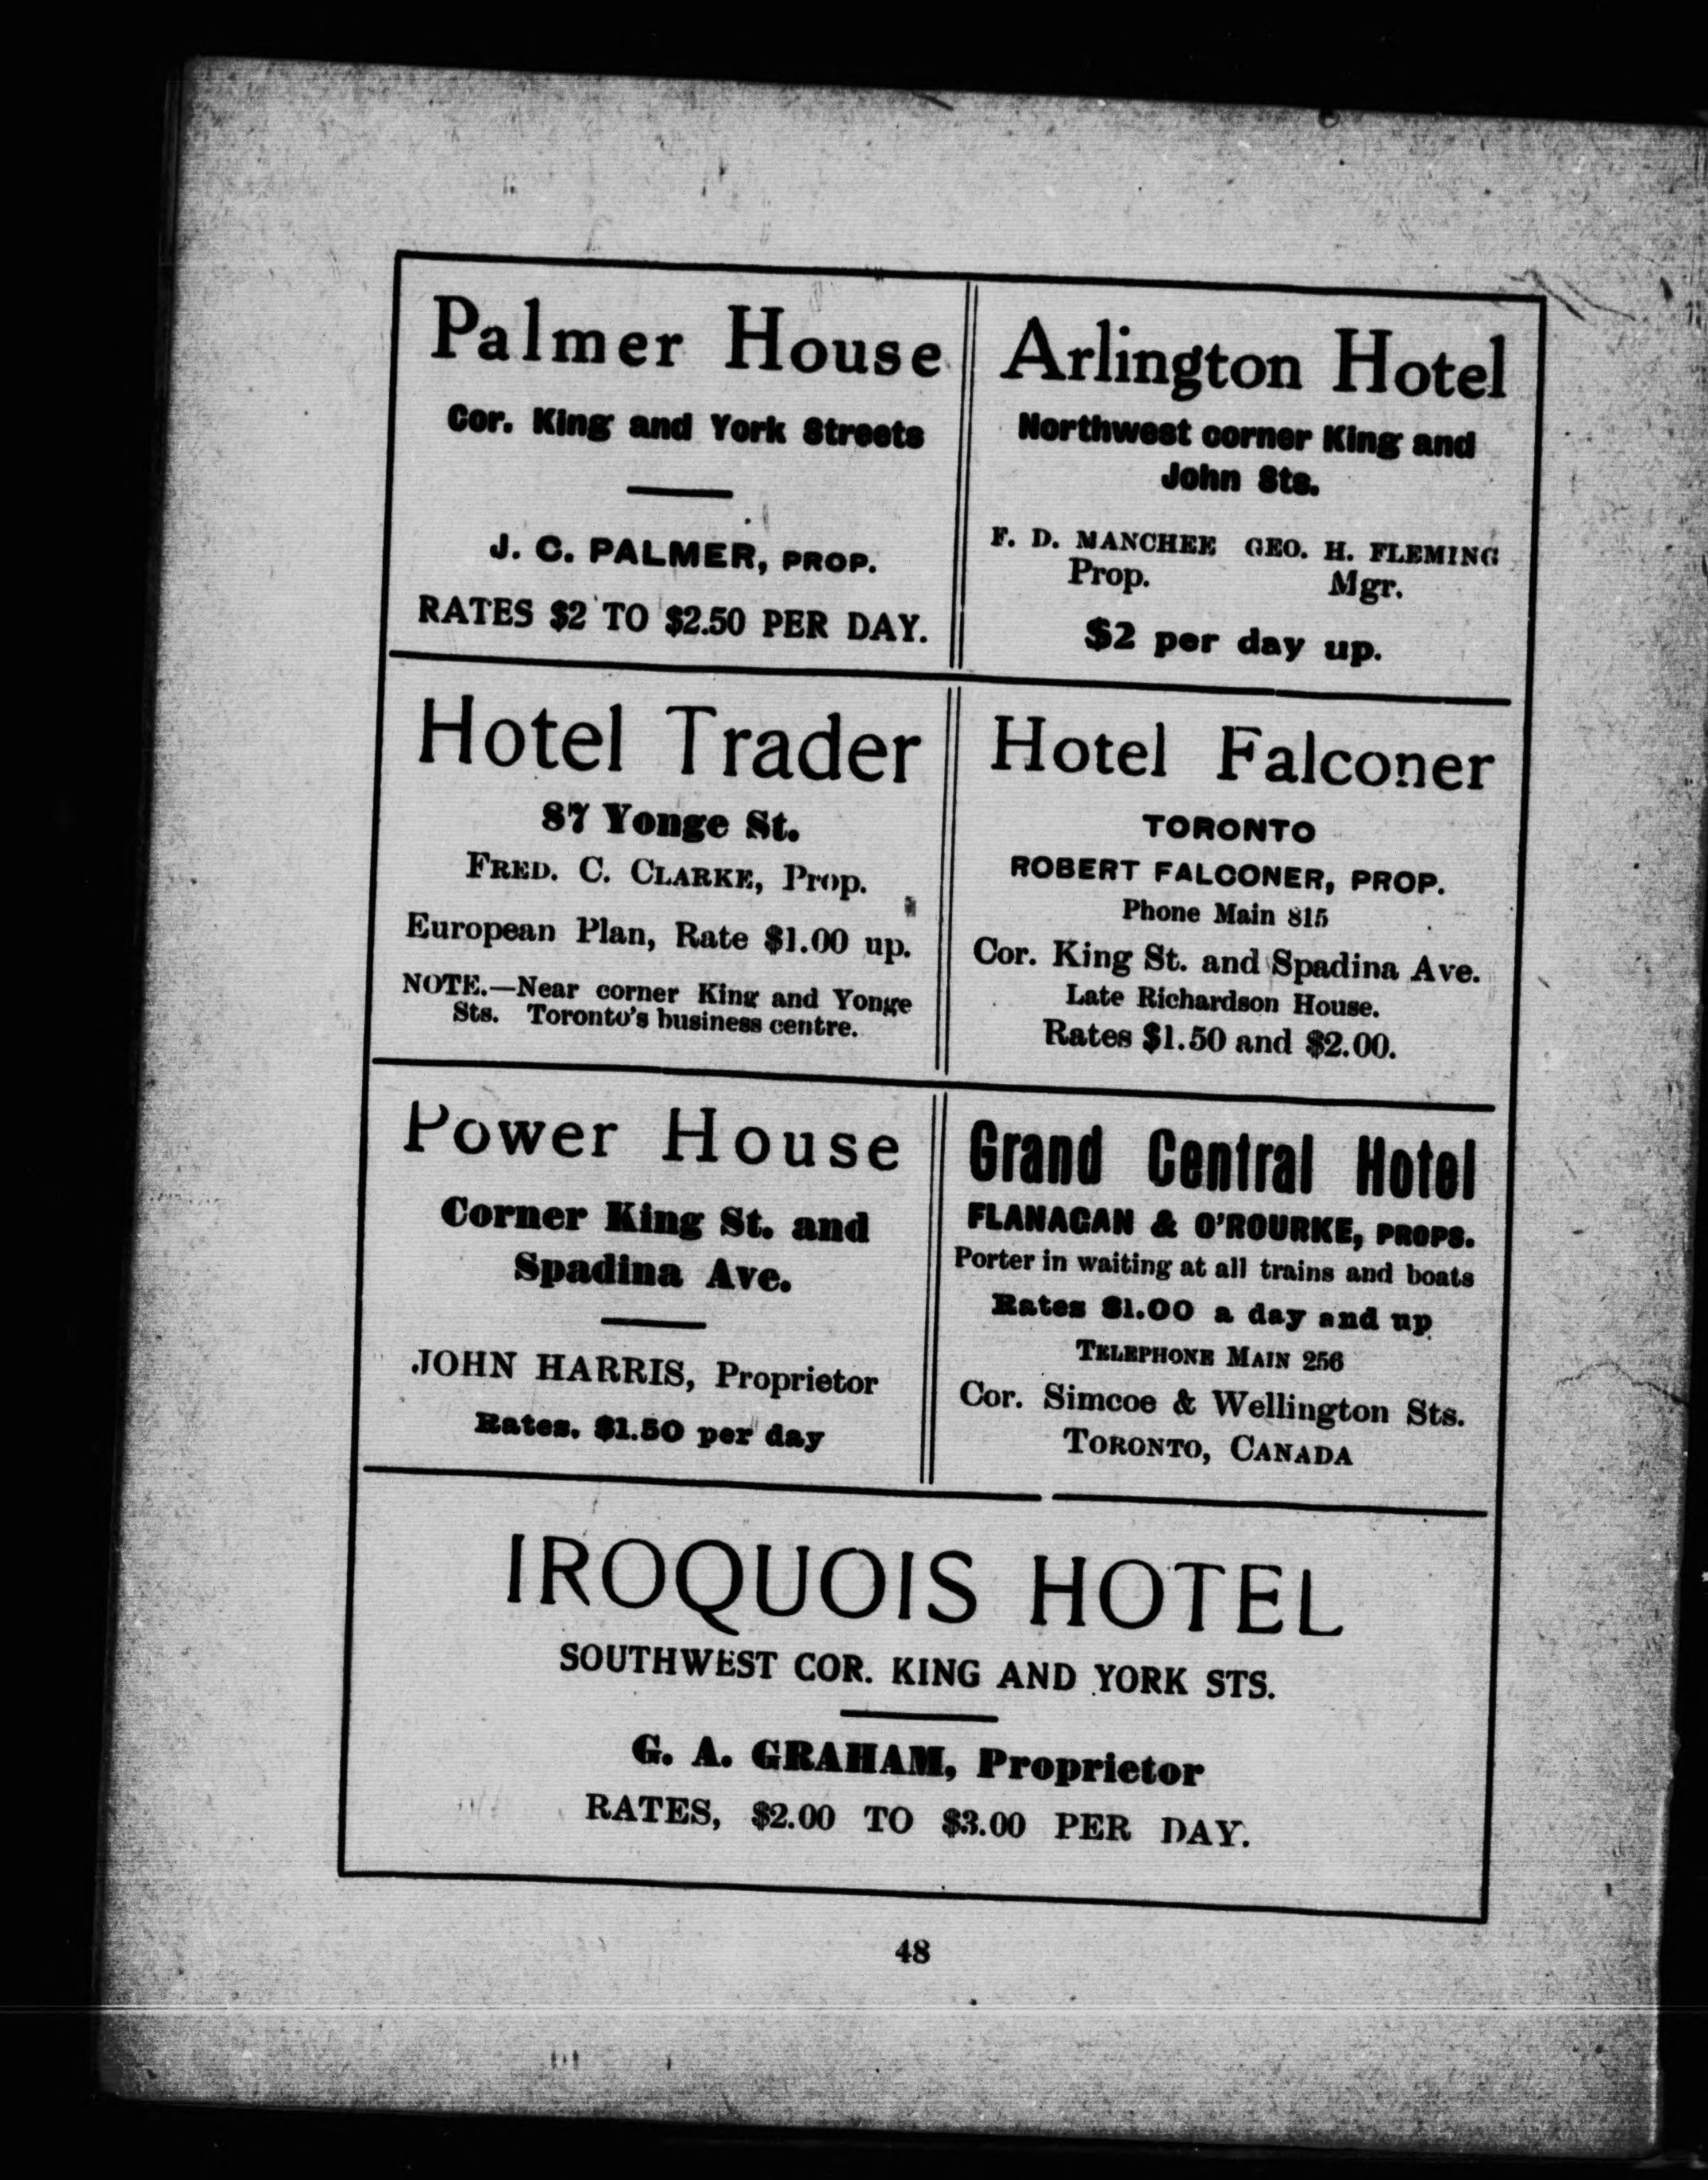 Palmer House
Cor. King and York Streets
J. C. PALMER, PROP.
RATES $2 TO $2.50 PER DAY.
Arlington Hotel
Northwest corner King and
John Sts.
F. D. MANCHEE GEO. H. FLEMING
Prop. Mgr.
$2 per day up.
Hotel Trader
87 Yonge St.
FRED. C. CLARKE, Prop.
European Plan, Rate $1.00 up.
NOTE.—Near corner King and Yonge
Sts. Toronto's business centre.
Hotel Falconer
TORONTO
ROBERT FALCONER, PROP.
Phone Main 815
Cor. King St. and Spadina Ave.
Late Richardson House.
Rates $1.50 and $2.00.
Power House
Corner King St. and
Spadina Ave.
JOHN HARRIS, Proprietor
Rates. $1.50 per day
Grand Central Hotel
FLANAGAN & O'ROURKE, PROPS.
Porter in waiting at all trains and boats
Rates $1.00 a day and up
TELEPHONE MAIN 256
Cor. Simcoe & Wellington Sts.
TORONTO, CANADA
IROQUOIS HOTEL
SOUTHWEST COR. KING AND YORK STS.
G. A. GRAHAM, Proprietor
RATES, $2.00 TO $3.00 PER DAY.
48